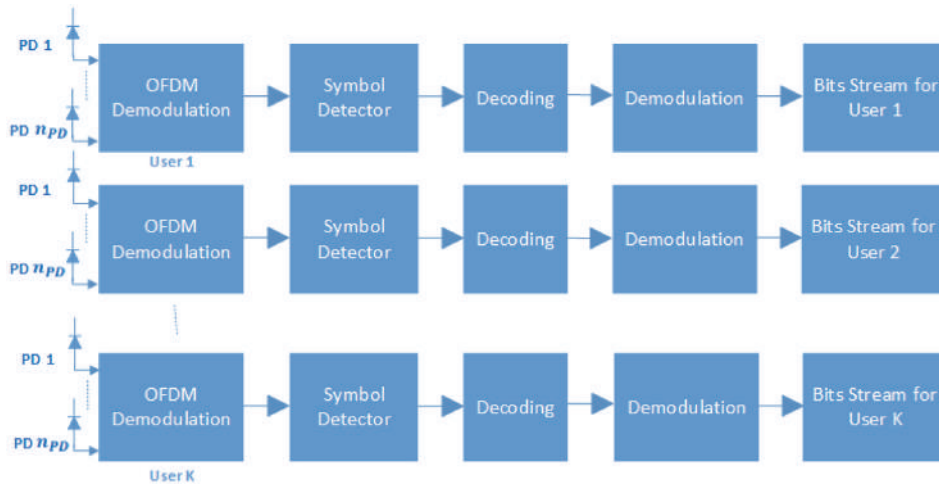 PD 1
OFDM
Demodulation
Symbol
Detector
Decoding
Demodulation
Bits Stream for
User 1
PD n_PD
User 1
PD 1
OFDM
Demodulation
Symbol
Detector
Decoding
Demodulation
Bits Stream for
User 2
PD n_PD
PD 1
OFDM
Demodulation
Symbol
Detector
Decoding
Demodulation
Bits Stream for
User K
PD n_PD
User K